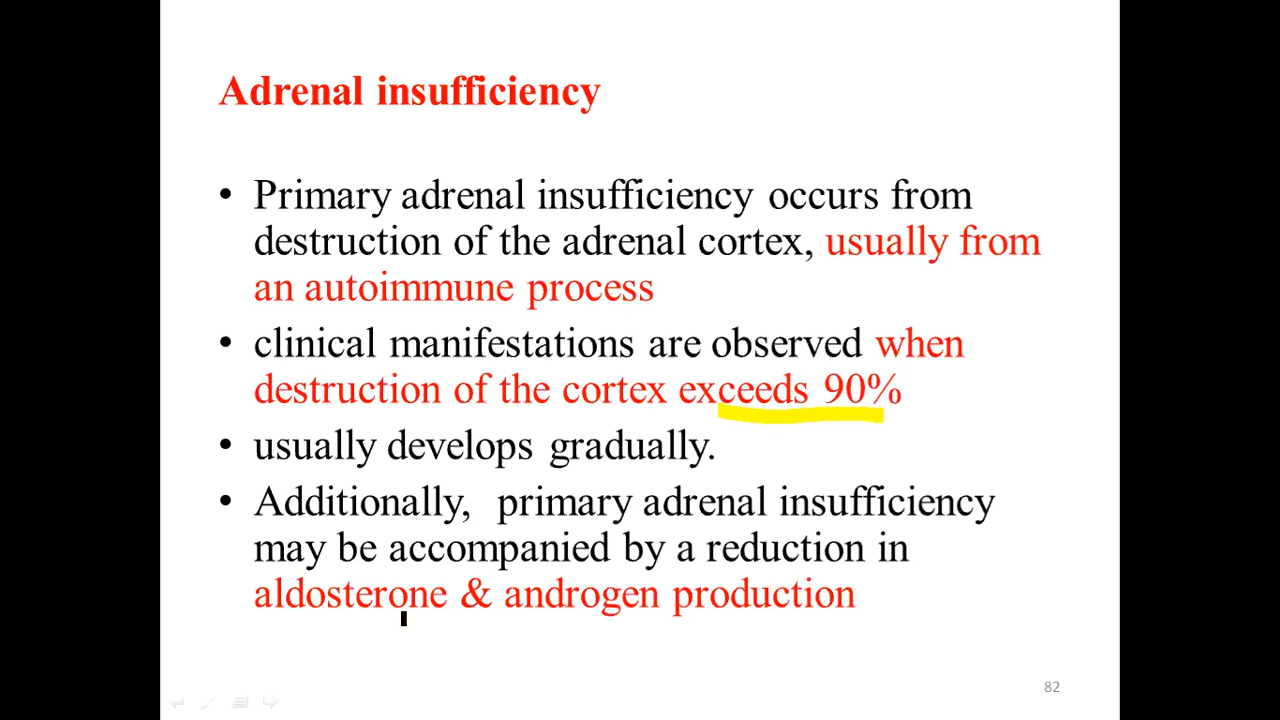 Adrenal insufficiency
• Primary adrenal insufficiency occurs from
destruction of the adrenal cortex, usually from
an autoimmune process
• clinical manifestations are observed when
destruction of the cortex exceeds 90%
• usually develops gradually.
• Additionally, primary adrenal insufficiency
may be accompanied by a reduction in
aldosterone & androgen production
82